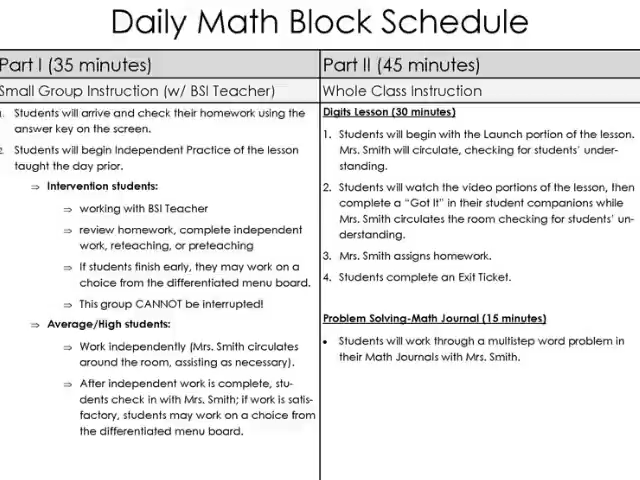 Daily Math Block Schedule
Part I (35 minutes)
Small Group Instruction (w/ BSI Teacher)
Students will arrive and check their homework using the
answer key on the screen.
2. Students will begin Independent Practice of the lesson
taught the day prior.
⇒ Intervention students:
⇒ working with BSI Teacher
⇒ review homework, complete independent
work, reteaching, or preteaching
⇒ If students finish early, they may work on a
choice from the differentiated menu board.
⇒ This group CANNOT be interrupted!
⇒ Average/High students:
⇒ Work independently (Mrs. Smith circulates
around the room, assisting as necessary).
⇒ After independent work is complete, stu-
dents check in with Mrs. Smith; if work is satis-
factory, students may work on a choice from
the differentiated menu board.
Part II (45 minutes)
Whole Class Instruction
Digits Lesson (30 minutes)
1. Students will begin with the Launch portion of the lesson.
Mrs. Smith will circulate, checking for students' under-
standing.
2. Students will watch the video portions of the lesson, then
complete a “Got It” in their student companions while
Mrs. Smith circulates the room checking for students' un-
derstanding.
3. Mrs. Smith assigns homework.
4. Students complete an Exit Ticket.
Problem Solving-Math Journal (15 minutes)
• Students will work through a multistep word problem in
their Math Journals with Mrs. Smith.